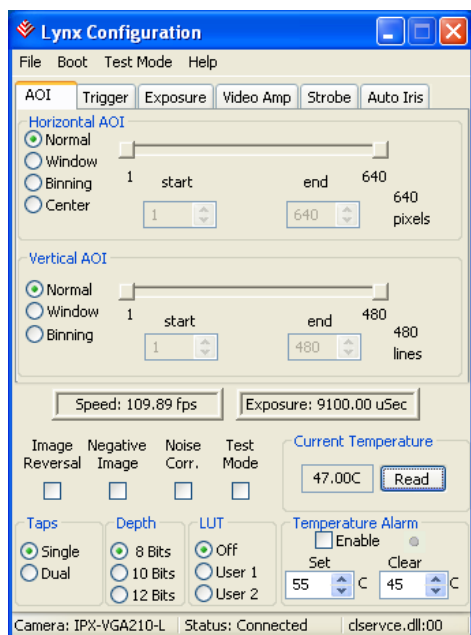 Lynx Configuration
File Boot Test Mode Help
AOI Trigger Exposure Video Amp Strobe Auto Iris
Horizontal AOI
Normal
Window
Binning
Center
1 start end 640
1 640
640
pixels
Vertical AOI
Normal
Window
Binning
1 start end 480
1 480
480
lines
Speed: 109.89 fps Exposure: 9100.00 uSec
Image Reversal
Negative Image
Noise Corr.
Test Mode
Current Temperature
47.00C Read
Taps
Single
Dual
Depth
8 Bits
10 Bits
12 Bits
LUT
Off
User 1
User 2
Temperature Alarm
Enable
Set Clear
55 C 45 C
Camera: IPX-VGA210-L Status: Connected clservce.dll:00